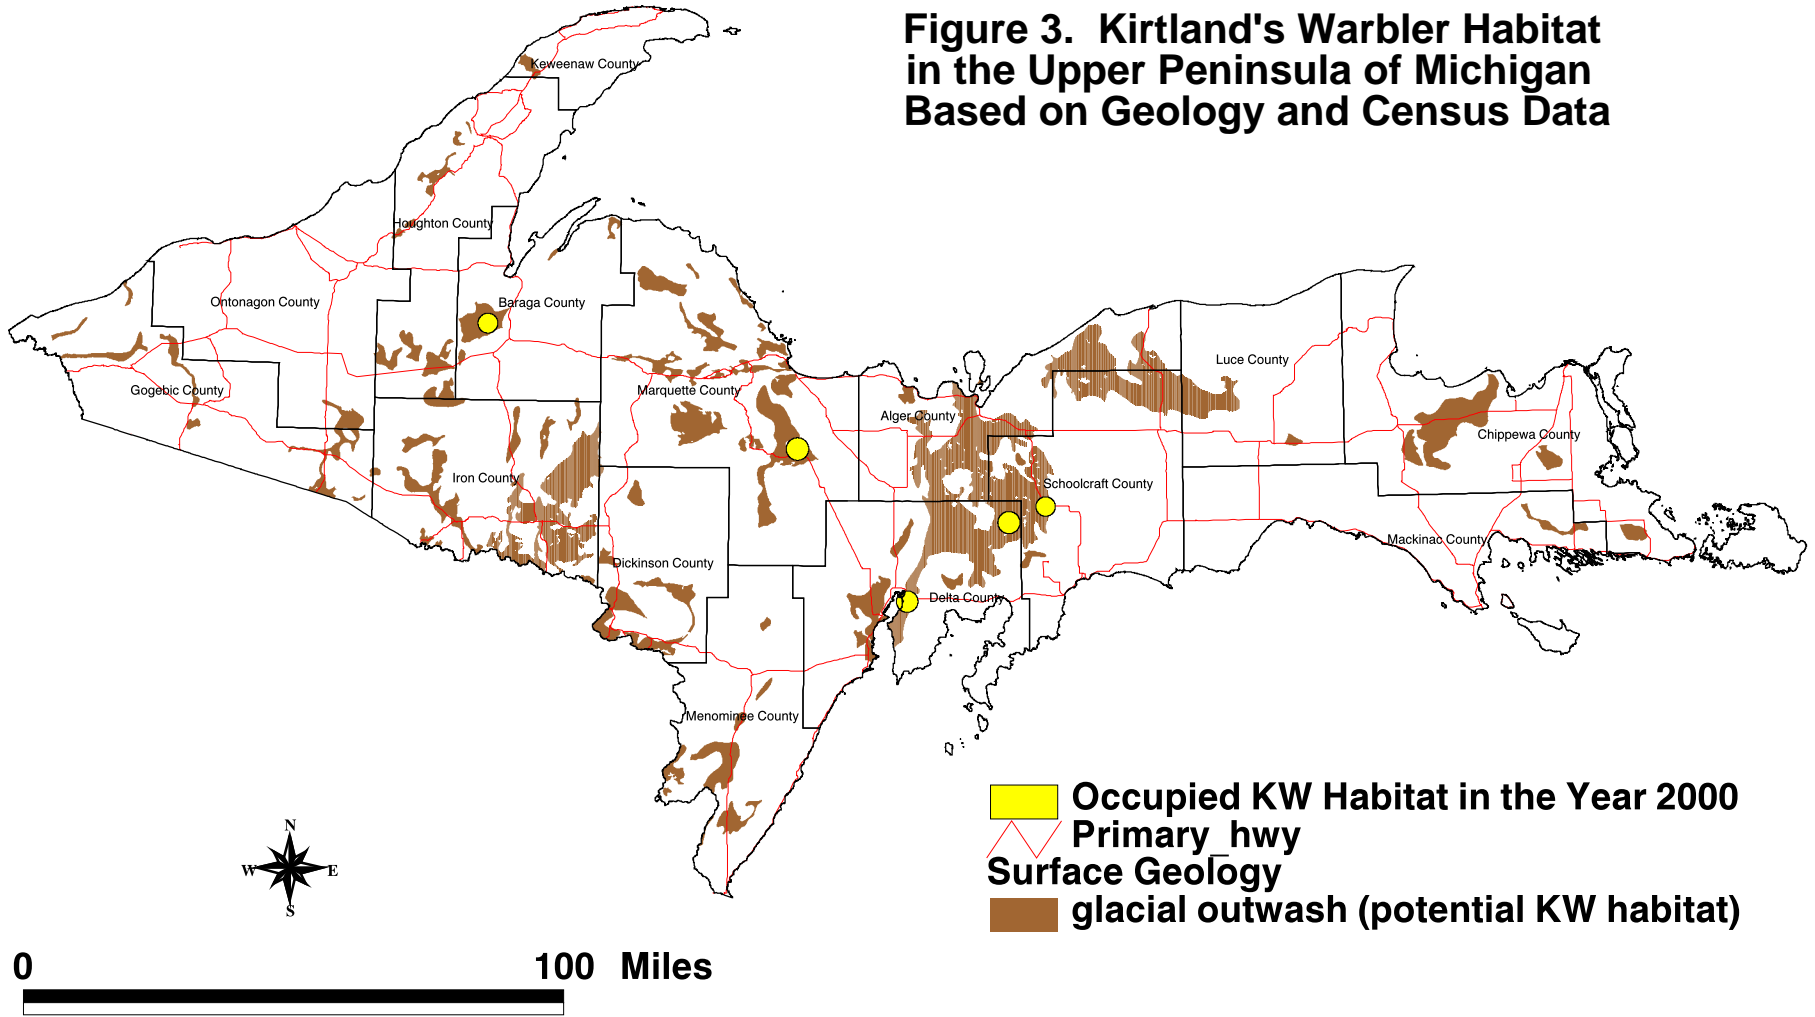 Figure 3.  Kirtland's Warbler Habitat
in the Upper Peninsula of Michigan
Based on Geology and Census Data
Keweenaw County
Houghton County
Ontonagon County
Baraga County
Gogebic County
Marquette County
Luce County
Alger County
Chippewa County
Iron County
Schoolcraft County
Mackinac County
Dickinson County
Delta County
Menominee County
Occupied KW Habitat in the Year 2000
Primary_hwy
Surface Geology
glacial outwash (potential KW habitat)
N
W E
S
0 100 Miles